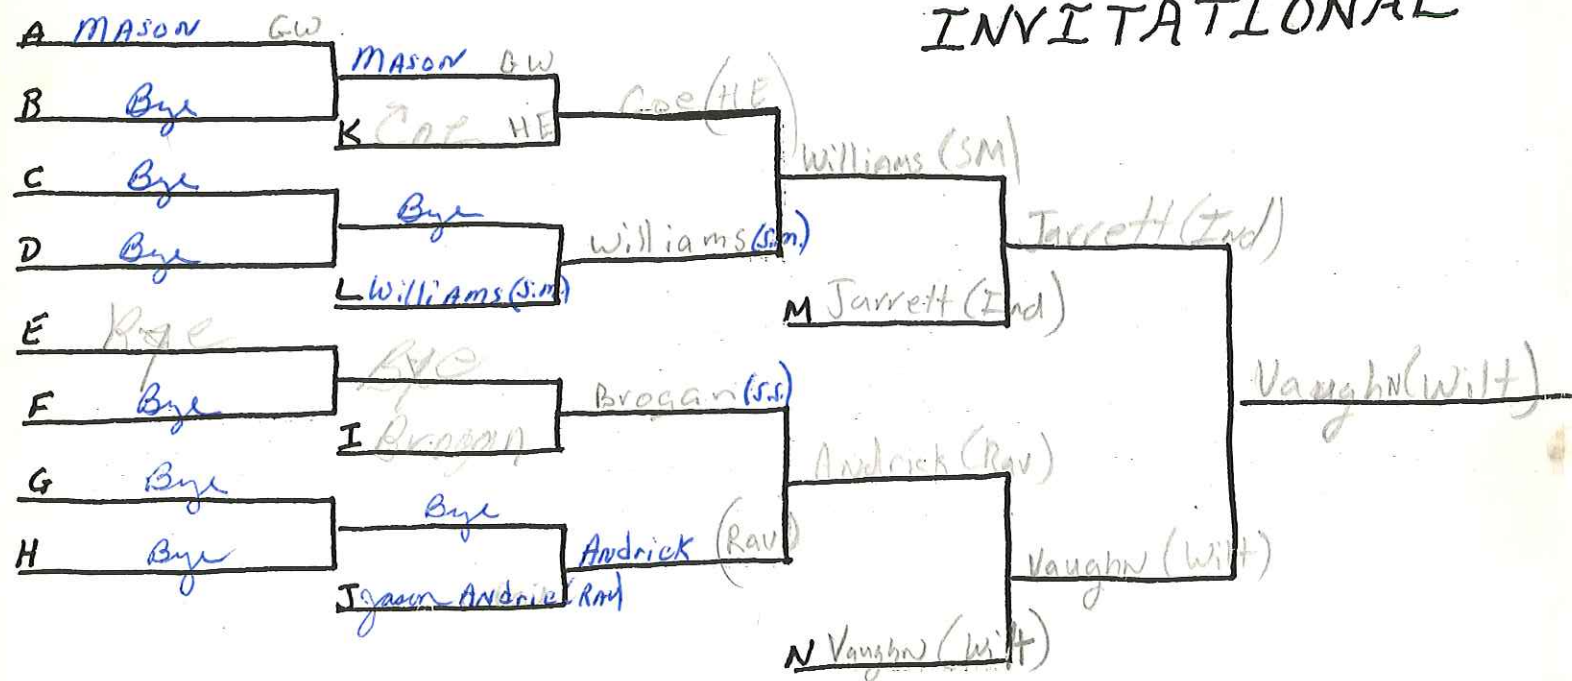 INVITATIONAL
A MASON GW
B Bye
C Bye
D Bye
E Bye
F Bye
G Bye
H Bye
MASON GW
K Coe HE
Bye
L Williams (S.M.)
Bye
I Brogan
Bye
J Jason Andrick (RAV)
Coe (HE)
Williams (S.M.)
Brogan (S.S.)
Andrick (Rav)
Williams (SM)
M Jarrett (Ind)
Andrick (Rav)
N Vaughn (Wilt)
Jarrett (Ind)
Vaughn (Wilt)
Vaughn (Wilt)